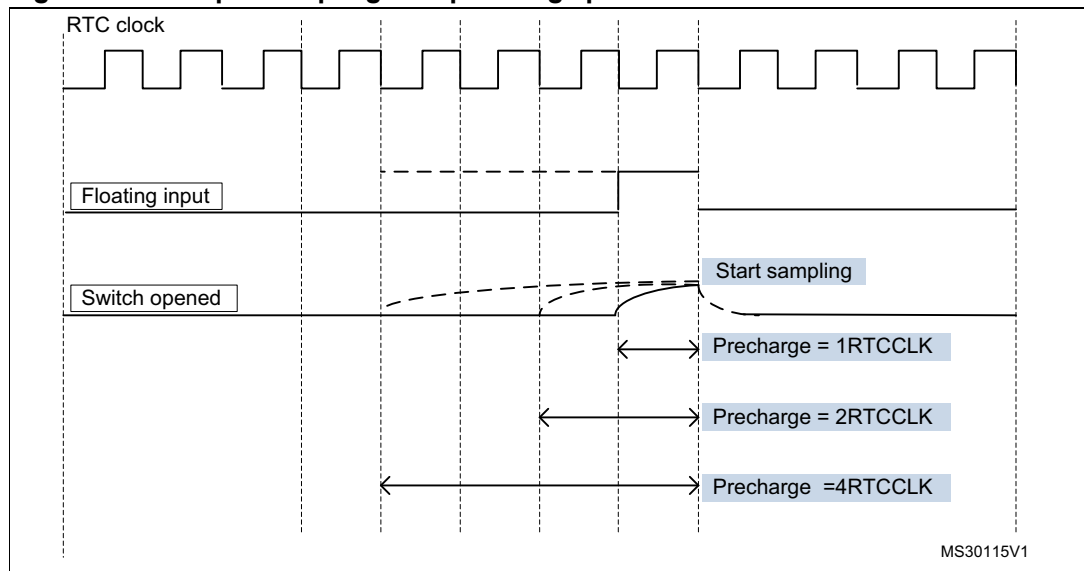 RTC clock
Floating input
Start sampling
Switch opened
Precharge = 1RTCCLK
Precharge = 2RTCCLK
Precharge =4RTCCLK
MS30115V1